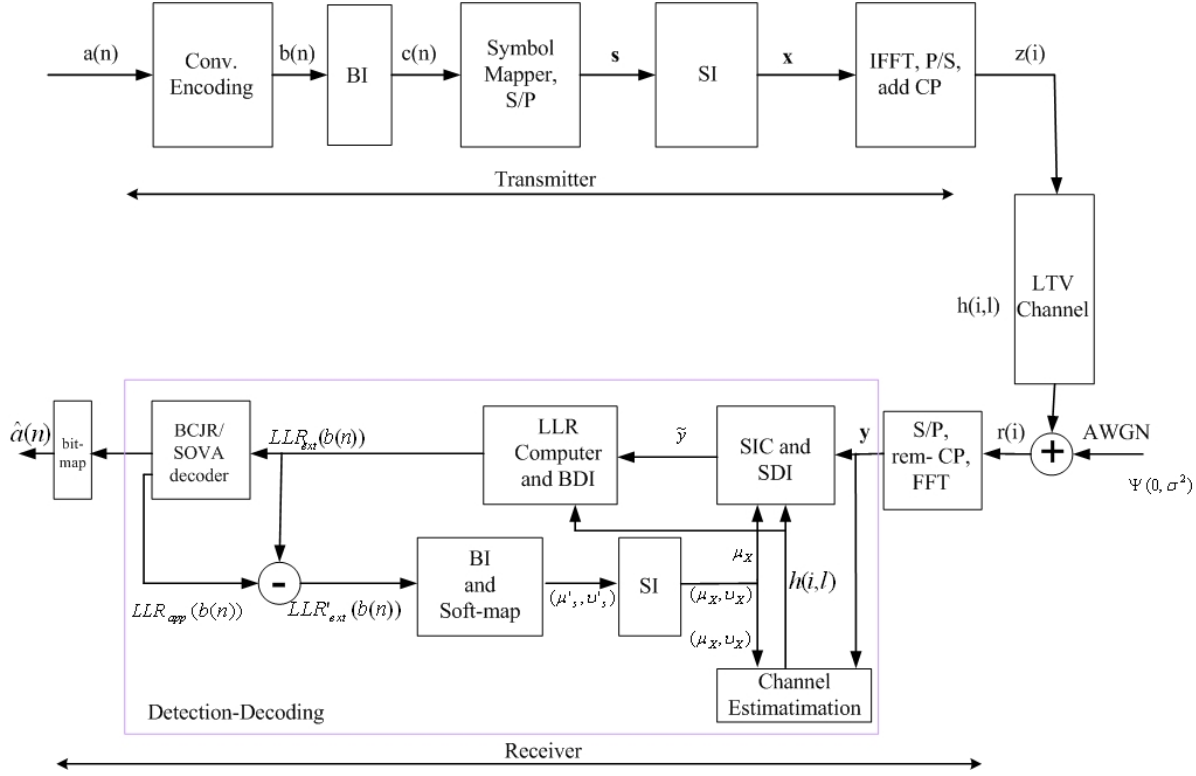 a(n)
Conv.
Encoding
b(n)
BI
c(n)
Symbol
Mapper,
S/P
s
SI
x
IFFT, P/S,
add CP
z(i)
Transmitter
h(i,l)
LTV
Channel
â(n)
bit-
map
BCJR/
SOVA
decoder
LLR_ext(b(n))
LLR
Computer
and BDI
ỹ
SIC and
SDI
y
S/P,
rem- CP,
FFT
r(i)
+
AWGN
Ψ(0, σ²)
LLR_app(b(n))
-
LLR'_ext(b(n))
BI
and
Soft-map
(μ'_s, υ'_s)
SI
μ_X
(μ_X, υ_X)
(μ_X, υ_X)
h(i,l)
Channel
Estimatimation
Detection-Decoding
Receiver